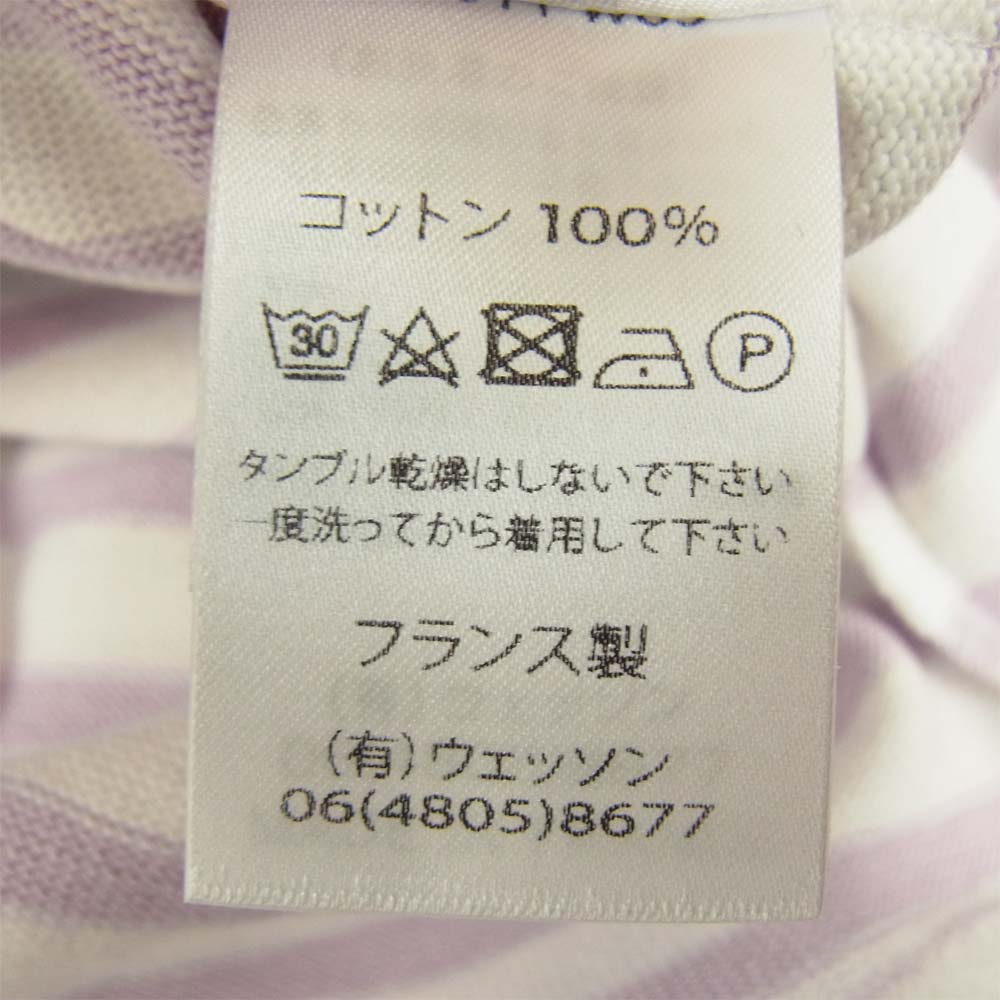 コットン 100%
30
P
タンブル乾燥はしないで下さい
一度洗ってから着用して下さい
フランス製
(有) ウェッソン
06(4805)8677